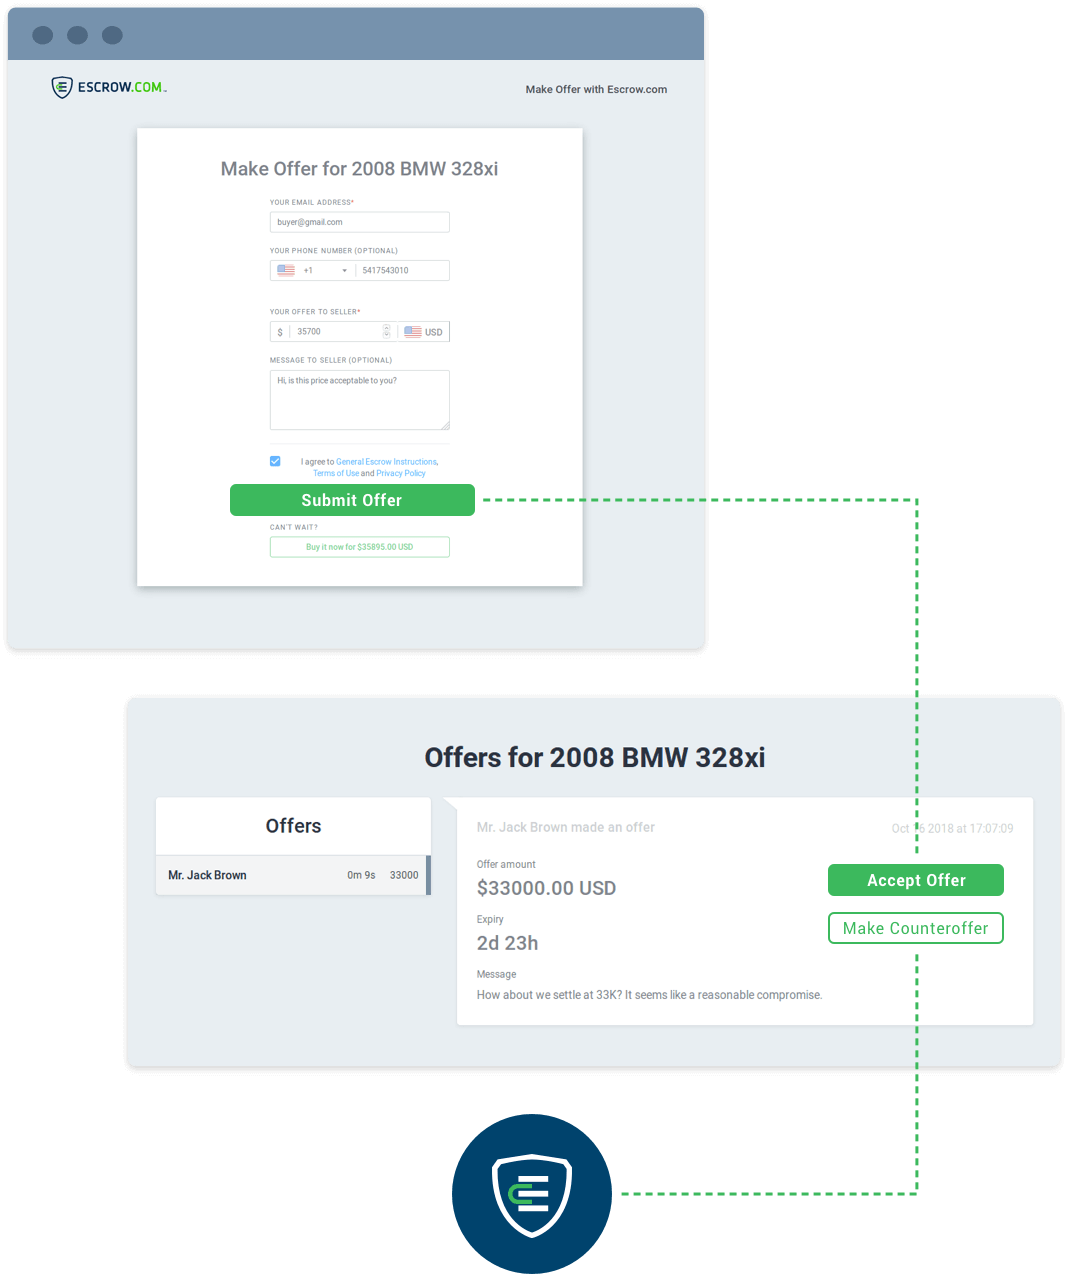 ESCROW.COM
Make Offer with Escrow.com
Make Offer for 2008 BMW 328xi
YOUR EMAIL ADDRESS*
buyer@gmail.com
YOUR PHONE NUMBER (OPTIONAL)
+1 5417543010
YOUR OFFER TO SELLER*
$ 35700 USD
MESSAGE TO SELLER (OPTIONAL)
Hi, is this price acceptable to you?
I agree to General Escrow Instructions,
Terms of Use and Privacy Policy
Submit Offer
CAN'T WAIT?
Buy it now for $35895.00 USD
Offers for 2008 BMW 328xi
Offers
Mr. Jack Brown 0m 9s 33000
Mr. Jack Brown made an offer
Oct 16 2018 at 17:07:09
Offer amount
$33000.00 USD
Accept Offer
Expiry
2d 23h
Make Counteroffer
Message
How about we settle at 33K? It seems like a reasonable compromise.